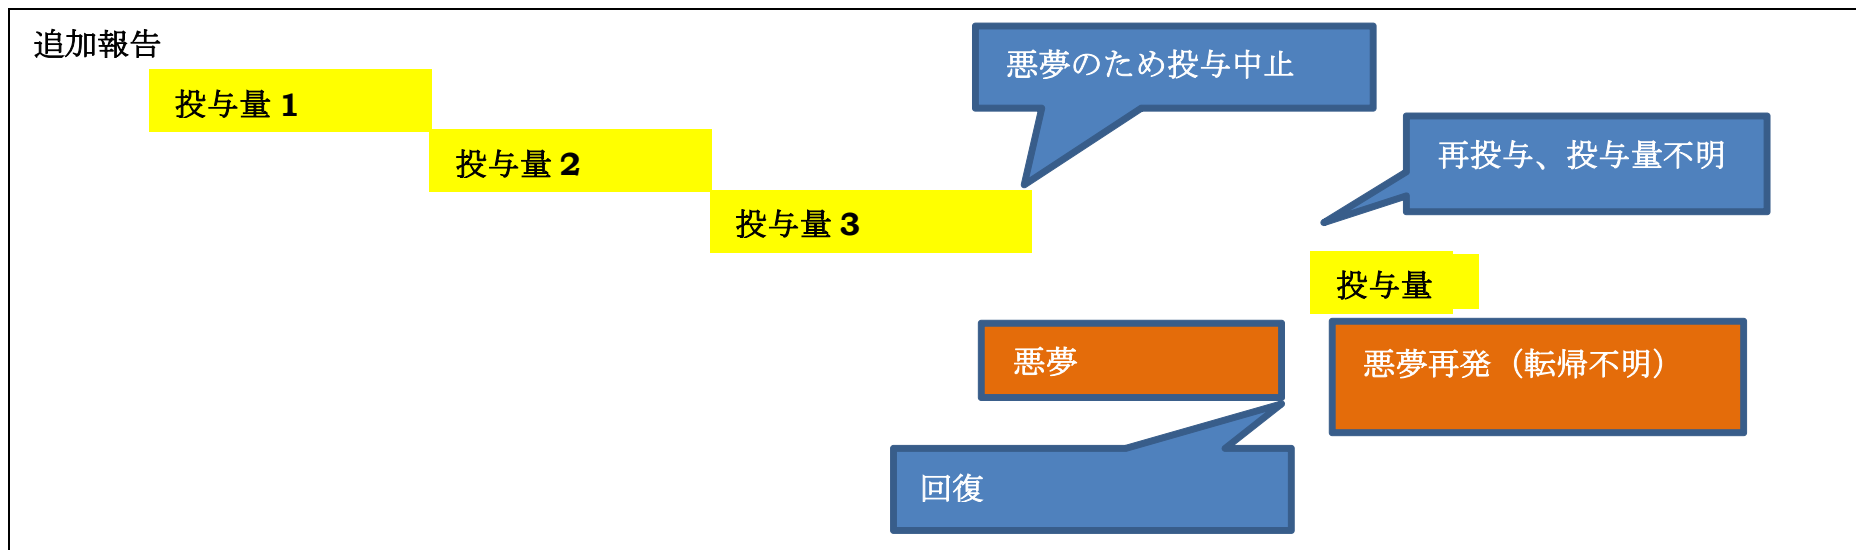 追加報告
悪夢のため投与中止
投与量 1
再投与、投与量不明
投与量 2
投与量 3
投与量
悪夢
悪夢再発（転帰不明）
回復